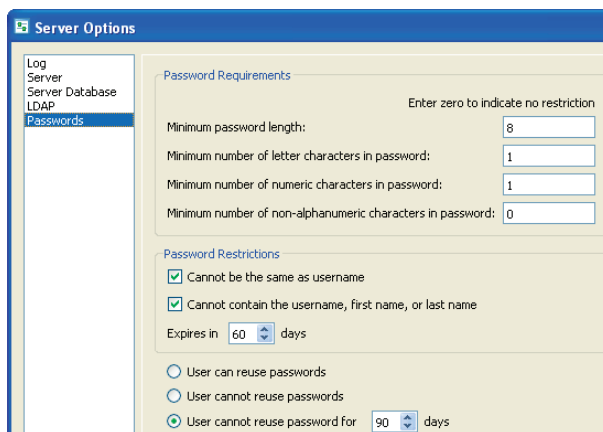 Server Options
Log
Server
Server Database
LDAP
Passwords
Password Requirements
Enter zero to indicate no restriction
Minimum password length: 8
Minimum number of letter characters in password: 1
Minimum number of numeric characters in password: 1
Minimum number of non-alphanumeric characters in password: 0
Password Restrictions
Cannot be the same as username
Cannot contain the username, first name, or last name
Expires in 60 days
User can reuse passwords
User cannot reuse passwords
User cannot reuse password for 90 days